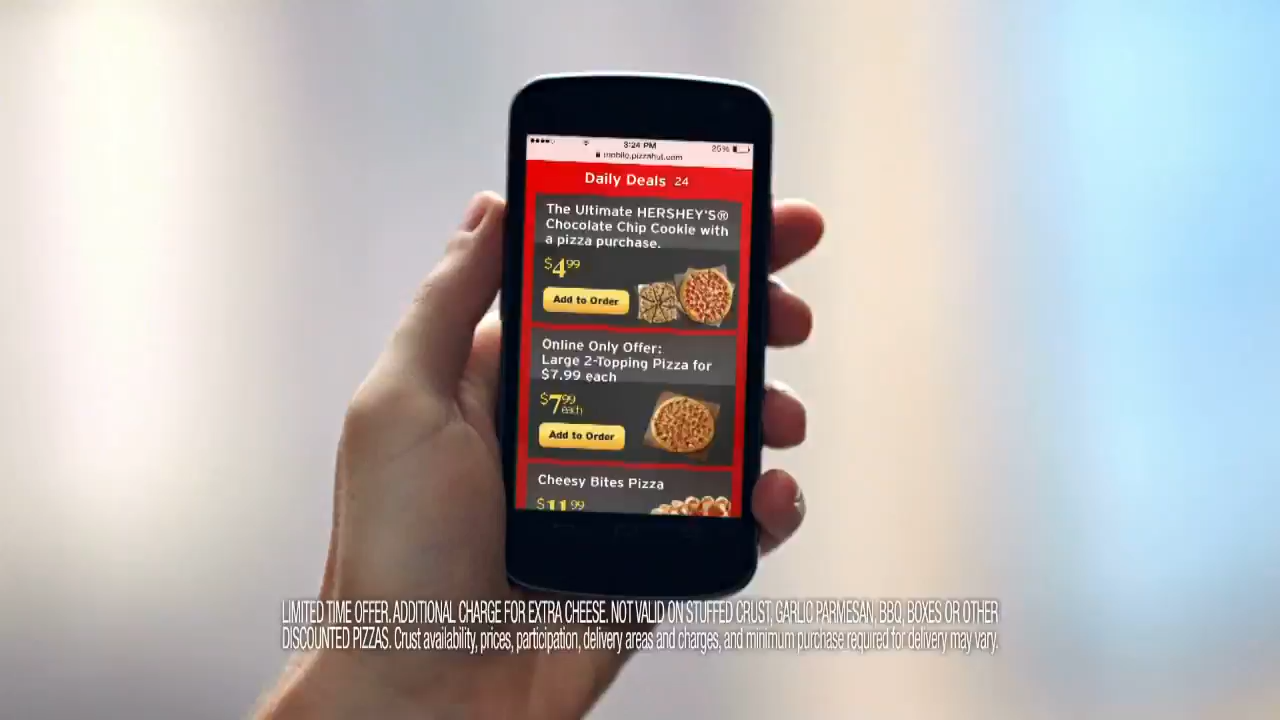 3:24 PM
25%
mobile.pizzahut.com
Daily Deals 24
The Ultimate HERSHEY'S®
Chocolate Chip Cookie with
a pizza purchase.
$4.99
Add to Order
Online Only Offer:
Large 2-Topping Pizza for
$7.99 each
$7.99 each
Add to Order
Cheesy Bites Pizza
$11.99
LIMITED TIME OFFER. ADDITIONAL CHARGE FOR EXTRA CHEESE. NOT VALID ON STUFFED CRUST, GARLIC PARMESAN, BBQ, BOXES OR OTHER
DISCOUNTED PIZZAS. Crust availability, prices, participation, delivery areas and charges, and minimum purchase required for delivery may vary.